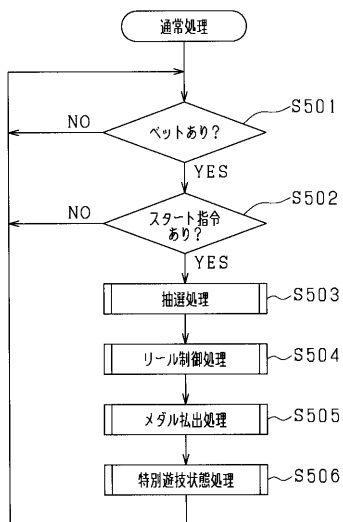 通常処理
S501
ベットあり?
NO
YES
S502
スタート指令
あり?
NO
YES
抽選処理
S503
リール制御処理
S504
メダル払出処理
S505
特別遊技状態処理
S506